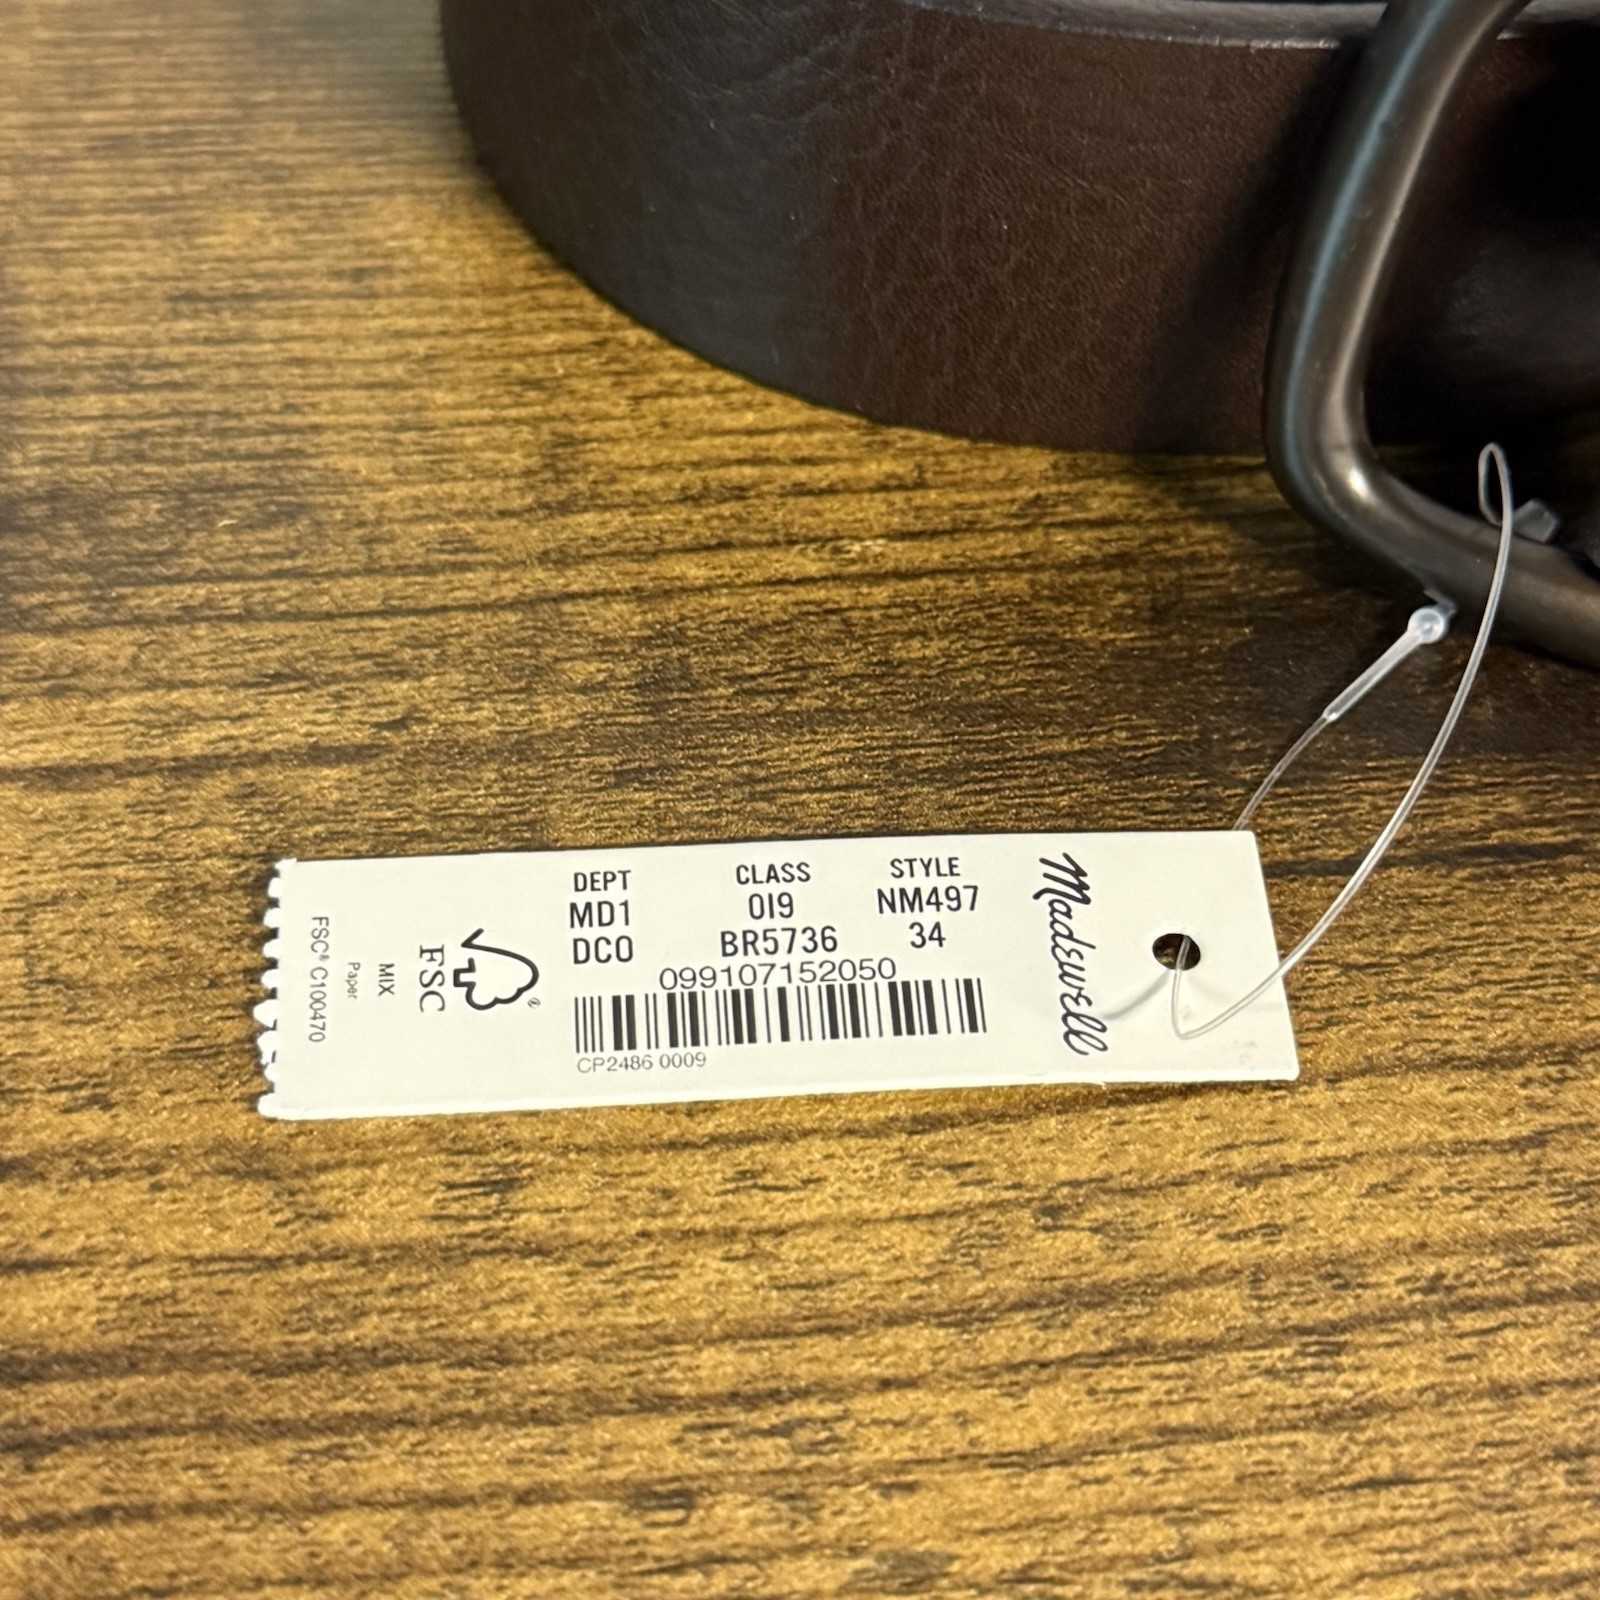 DEPT CLASS STYLE
MD1 019 NM497
DCO BR5736 34
099107152050
CP2486 0009
Madewell
FSC®
MIX
Paper
FSC® C100470